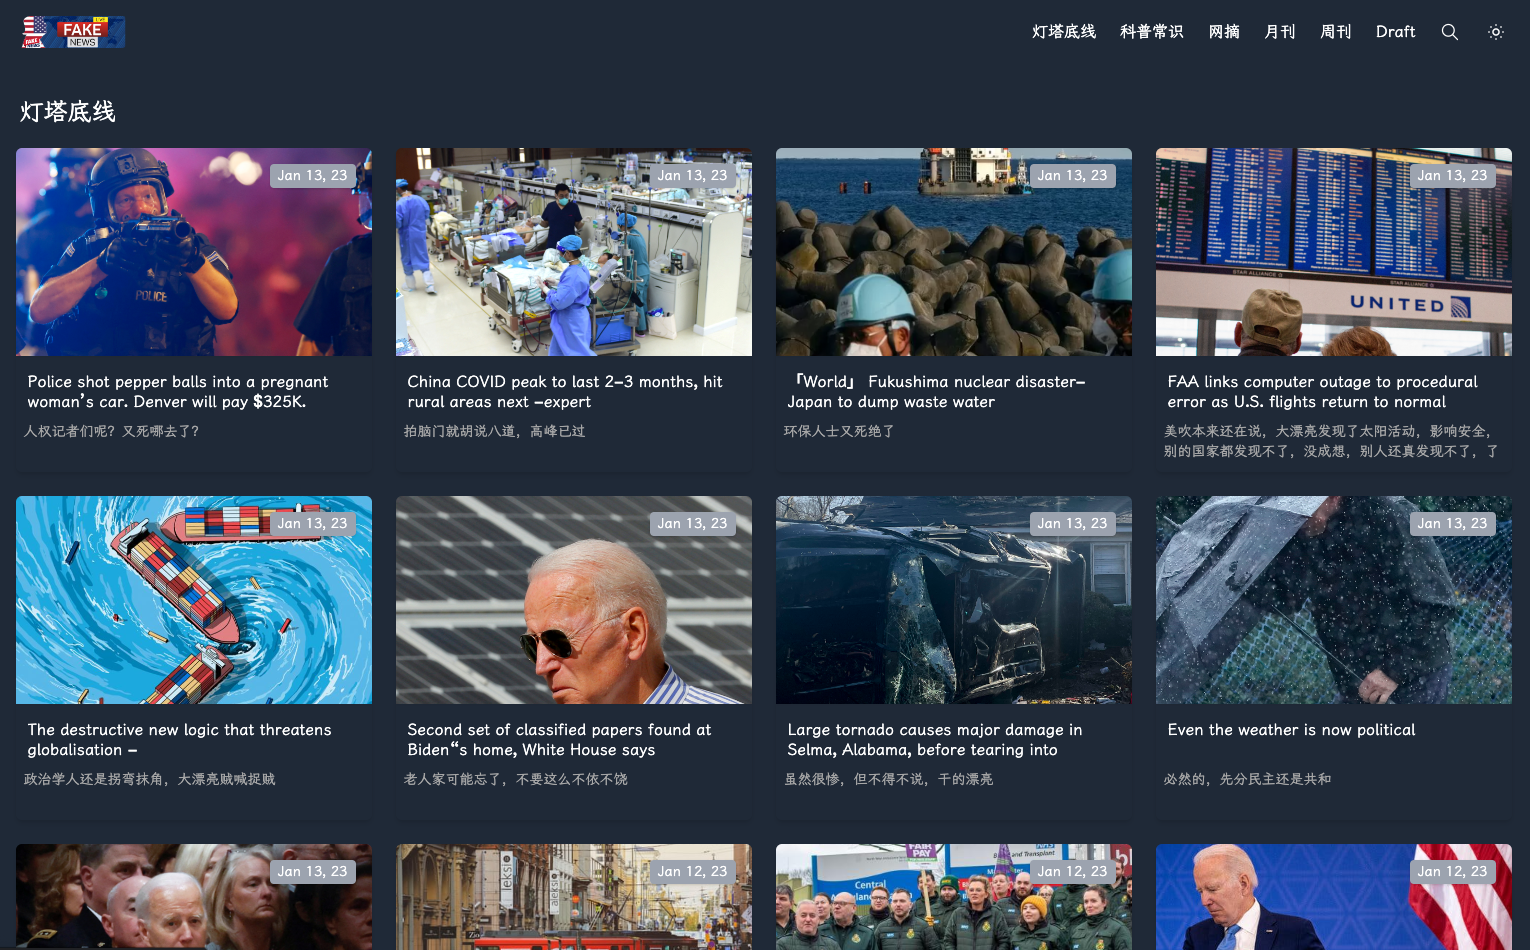 FAKE
NEWS
灯塔底线
科普常识
网摘
月刊
周刊
Draft
灯塔底线
Jan 13, 23
POLICE
Police shot pepper balls into a pregnant
woman's car. Denver will pay $325K.
人权记者们呢？又死哪去了？
Jan 13, 23
China COVID peak to last 2-3 months, hit
rural areas next -expert
拍脑门就胡说八道，高峰已过
Jan 13, 23
「World」 Fukushima nuclear disaster-
Japan to dump waste water
环保人士又死绝了
Jan 13, 23
STAR ALLIANCE
UNITED
FAA links computer outage to procedural
error as U.S. flights return to normal
美吹本来还在说，大漂亮发现了太阳活动，影响安全，
别的国家都发现不了，没成想，别人还真发现不了，了
Jan 13, 23
The destructive new logic that threatens
globalisation -
政治学人还是拐弯抹角，大漂亮贼喊捉贼
Jan 13, 23
Second set of classified papers found at
Biden“s home, White House says
老人家可能忘了，不要这么不依不饶
Jan 13, 23
Large tornado causes major damage in
Selma, Alabama, before tearing into
虽然很惨，但不得不说，干的漂亮
Jan 13, 23
Even the weather is now political
必然的，先分民主还是共和
Jan 13, 23
Jan 12, 23
aleksi
Zio
Jan 12, 23
FAIR
PAY
Central
Jan 12, 23